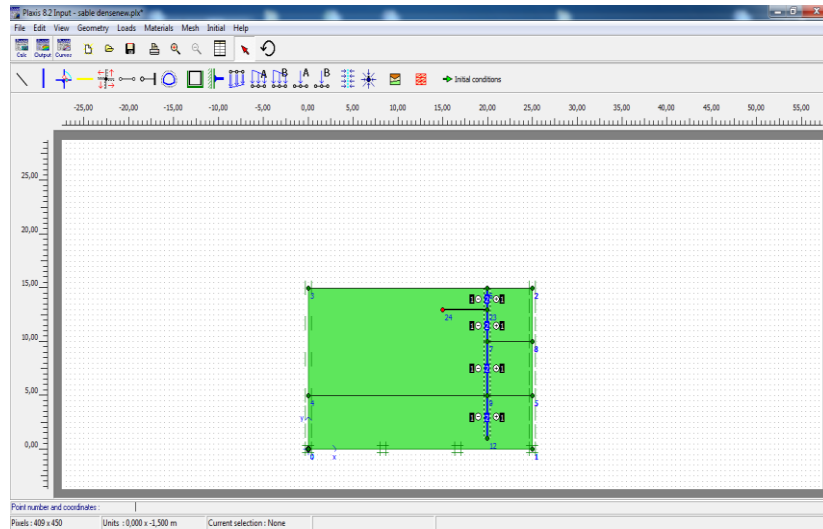 Plaxis 8.2 Input - sable densenew.plx*
File Edit View Geometry Loads Materials Mesh Initial Help
Calc Output Curves
A B A B Initial conditions
-25,00 -20,00 -15,00 -10,00 -5,00 0,00 5,00 10,00 15,00 20,00 25,00 30,00 35,00 40,00 45,00 50,00 55,00
25,00
20,00
15,00
3 2
24 23
10,00
7 8
5,00
4 9 5
y
0,00
12
0 x 1
Point number and coordinates :
Pixels : 409 x 450 Units : 0,000 x -1,500 m Current selection : None